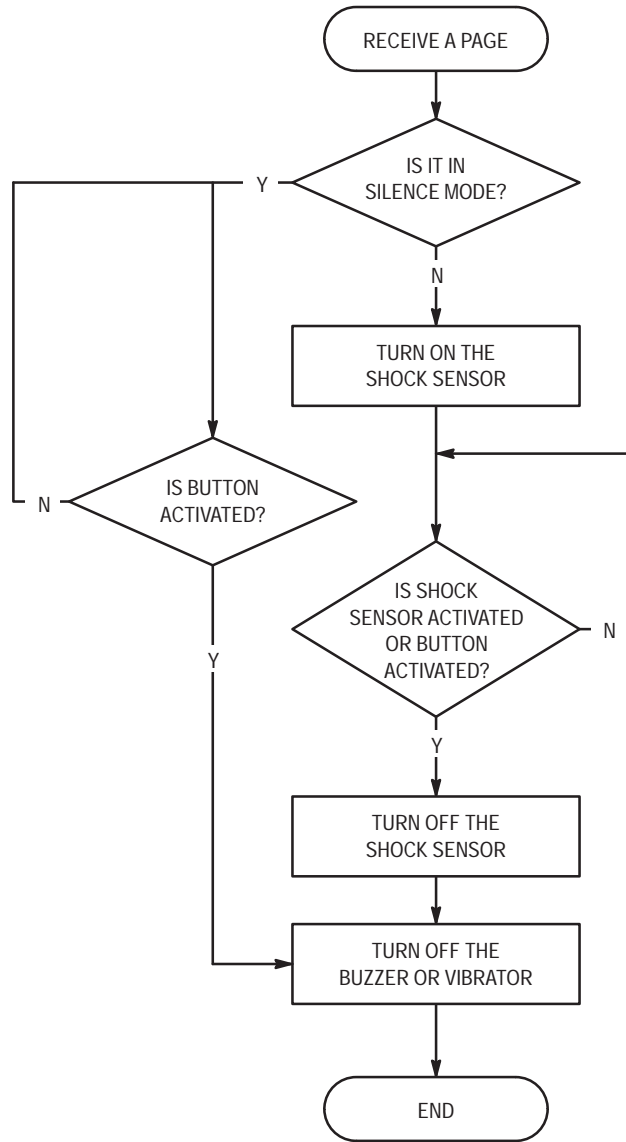 RECEIVE A PAGE
IS IT IN
SILENCE MODE?
Y
N
TURN ON THE
SHOCK SENSOR
IS BUTTON
ACTIVATED?
N
IS SHOCK
SENSOR ACTIVATED
OR BUTTON
ACTIVATED?
N
Y
Y
TURN OFF THE
SHOCK SENSOR
TURN OFF THE
BUZZER OR VIBRATOR
END